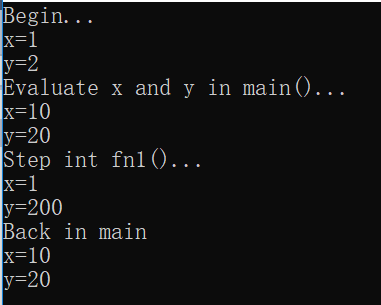 Begin...
x=1
y=2
Evaluate x and y in main()...
x=10
y=20
Step int fn1()...
x=1
y=200
Back in main
x=10
y=20